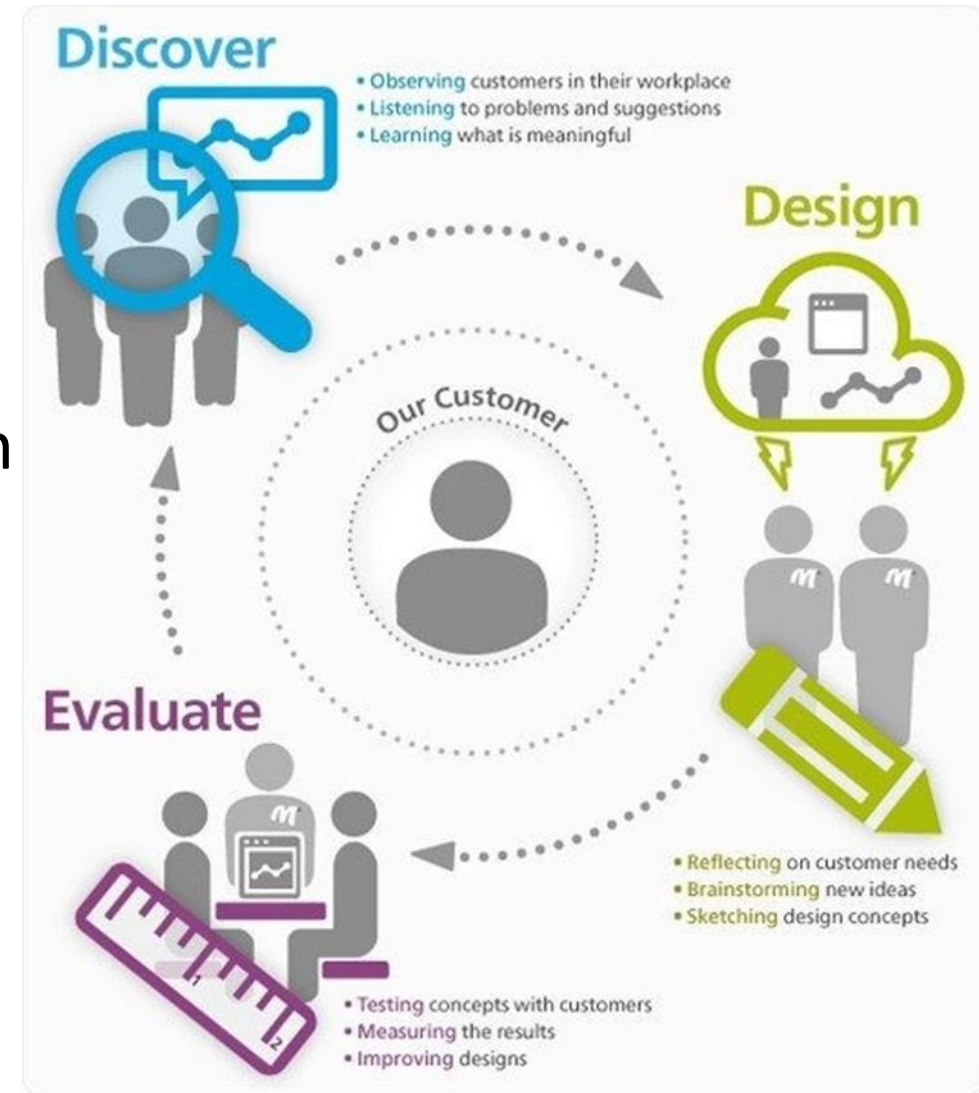 Discover
• Observing customers in their workplace
• Listening to problems and suggestions
• Learning what is meaningful
Design
n
Our Customer
m
m
Evaluate
m
1
2
• Reflecting on customer needs
• Brainstorming new ideas
• Sketching design concepts
• Testing concepts with customers
• Measuring the results
• Improving designs